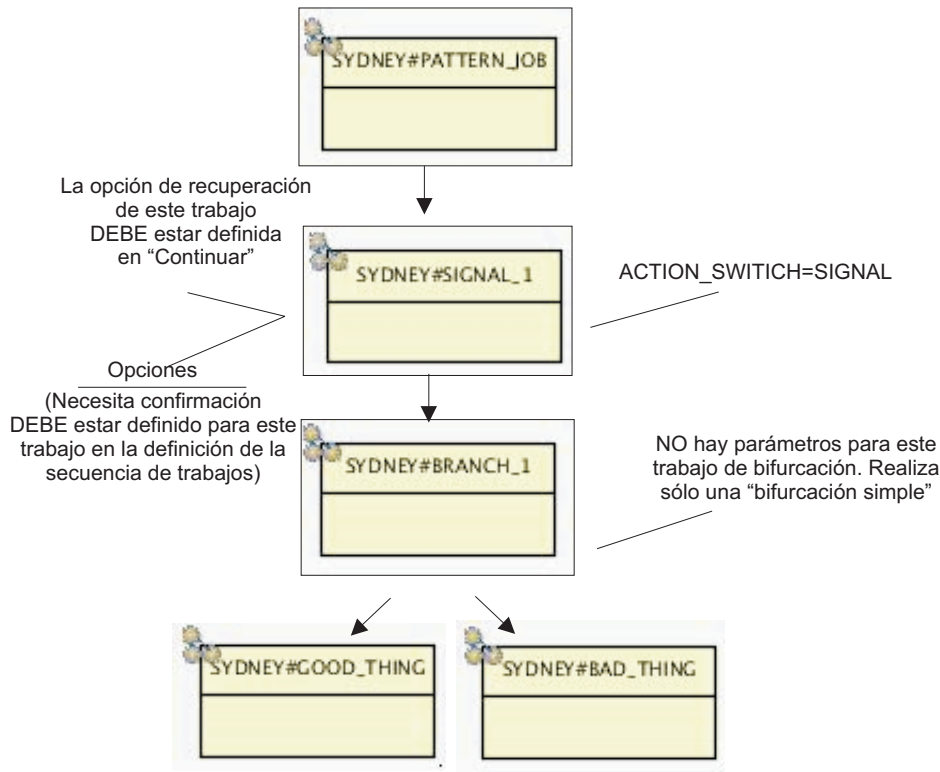 SYDNEY#PATTERN_JOB
La opción de recuperación
de este trabajo
DEBE estar definida
en “Continuar”
SYDNEY#SIGNAL_1
ACTION_SWITICH=SIGNAL
Opciones
(Necesita confirmación
DEBE estar definido para este
trabajo en la definición de la
secuencia de trabajos)
SYDNEY#BRANCH_1
NO hay parámetros para este
trabajo de bifurcación. Realiza
sólo una “bifurcación simple”
SYDNEY#GOOD_THING
SYDNEY#BAD_THING